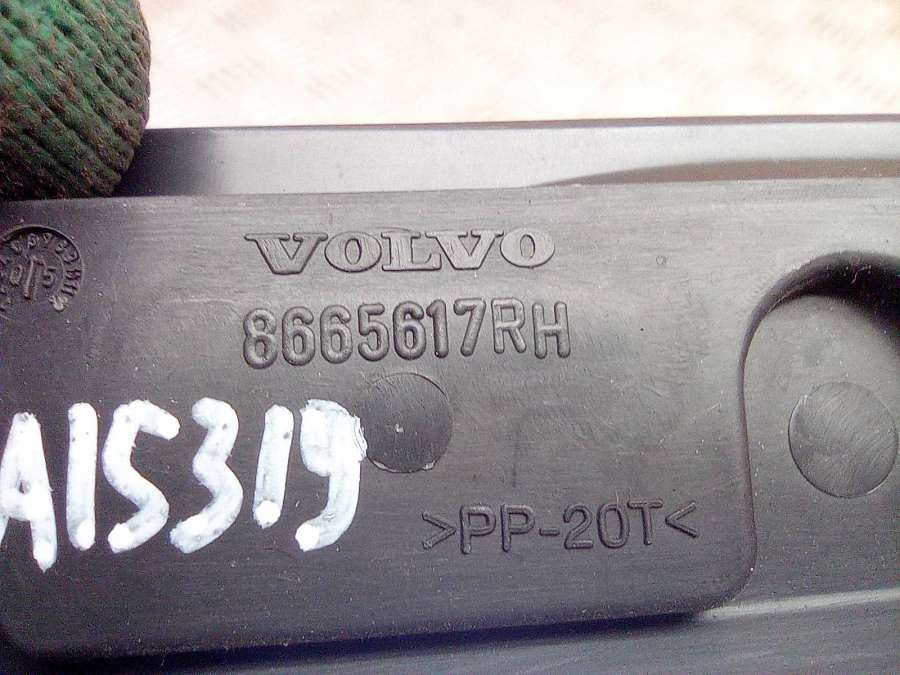 VOLVO
8665617RH
A15319
>PP-20T<